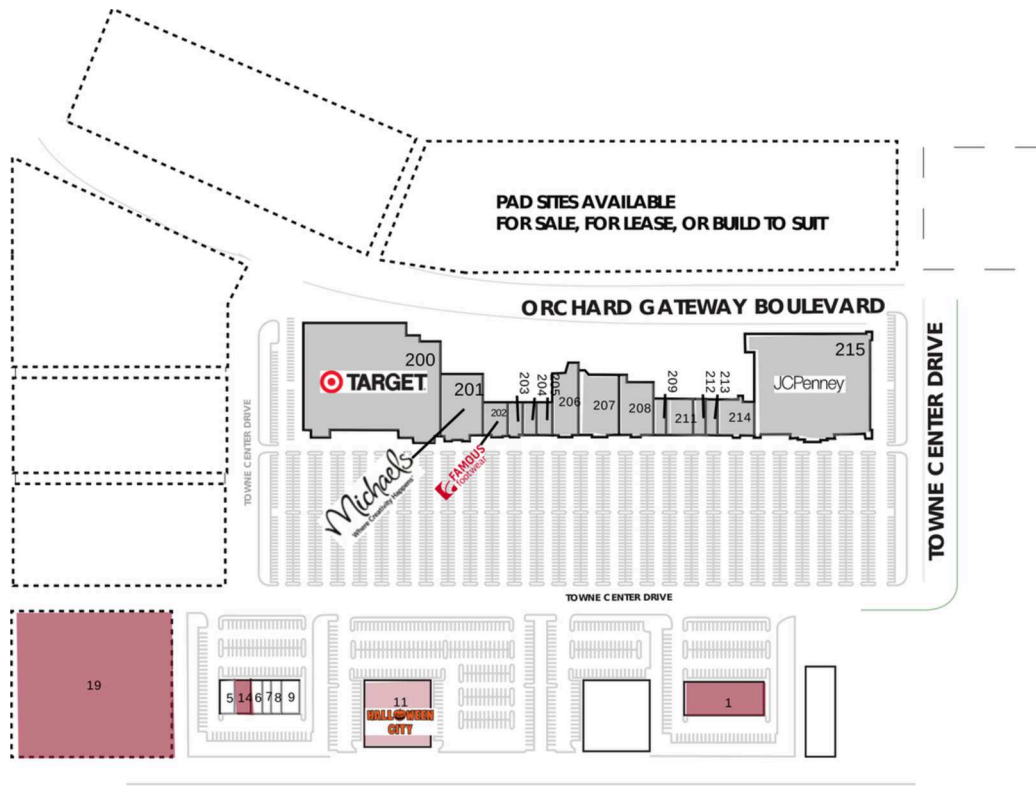 PAD SITES AVAILABLE
FOR SALE, FOR LEASE, OR BUILD TO SUIT
ORCHARD GATEWAY BOULEVARD
200
TARGET
201
202
203
204
205
206
207
208
209
211
212
213
214
215
JCPenney
Michaels
Where Creativity Happens
FAMOUS
footwear
TOWNE CENTER DRIVE
TOWNE CENTER DRIVE
TOWNE CENTER DRIVE
19
5
14
6
7
8
9
11
HALLOWEEN
CITY
1